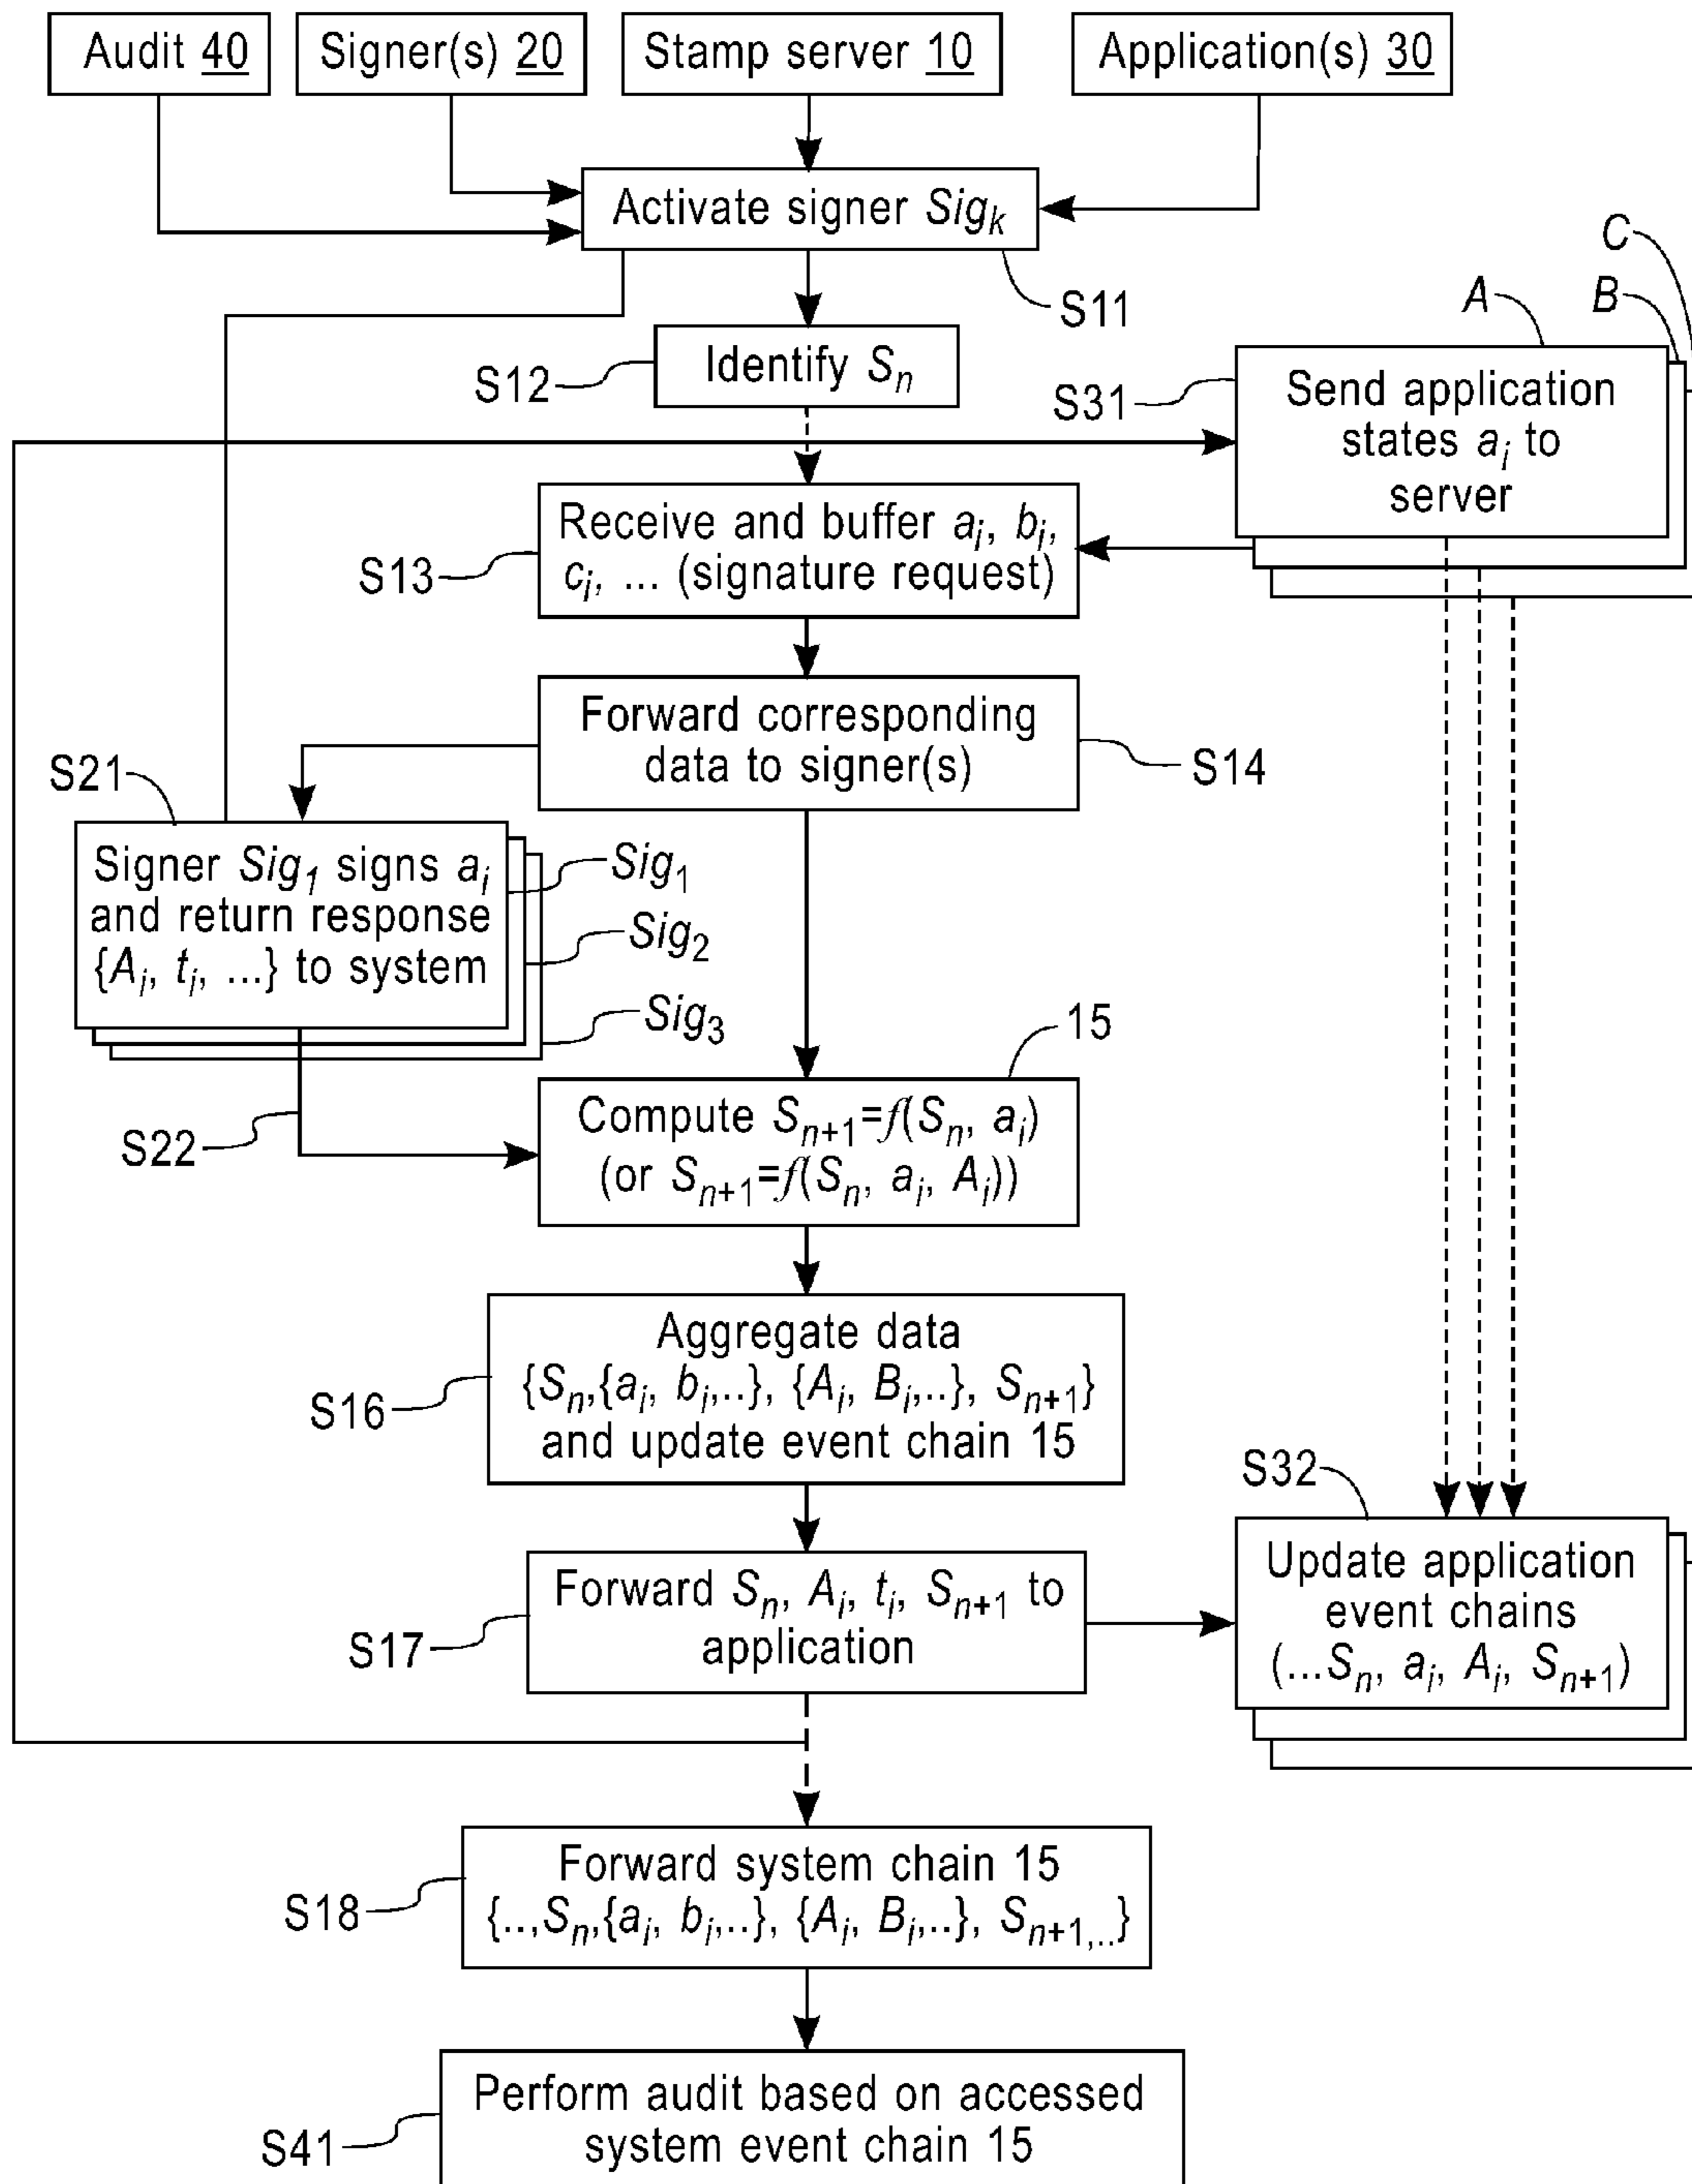 Audit 40
Signer(s) 20
Stamp server 10
Application(s) 30
Activate signer Sigk
S11
C
B
A
S12
Identify Sn
S31
Send application
states ai to
server
S13
Receive and buffer ai, bi,
ci, ... (signature request)
Forward corresponding
data to signer(s)
S14
S21
Signer Sig1 signs ai
and return response
{Ai, ti, ...} to system
Sig1
Sig2
Sig3
S22
15
Compute Sn+1=f(Sn, ai)
(or Sn+1=f(Sn, ai, Ai))
S16
Aggregate data
{Sn,{ai, bi,..}, {Ai, Bi,..}, Sn+1}
and update event chain 15
S17
Forward Sn, Ai, ti, Sn+1 to
application
S32
Update application
event chains
(...Sn, ai, Ai, Sn+1)
S18
Forward system chain 15
{..,Sn,{ai, bi,..}, {Ai, Bi,..}, Sn+1,..}
S41
Perform audit based on accessed
system event chain 15